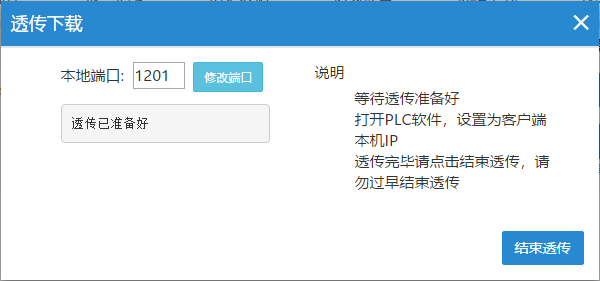 透传下载
本地端口: 1201 修改端口
透传已准备好
说明
等待透传准备好
打开PLC软件，设置为客户端
本机IP
透传完毕请点击结束透传，请
勿过早结束透传
结束透传